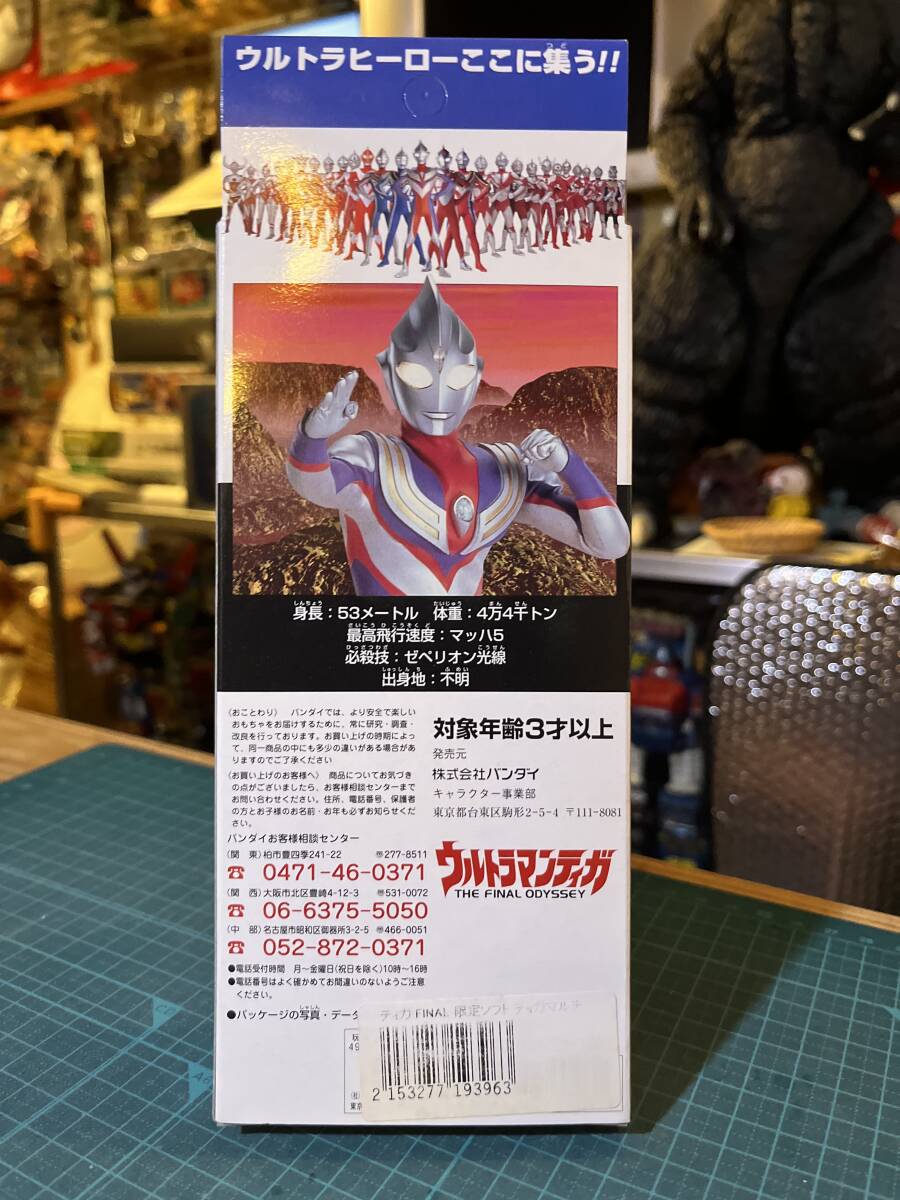 ウルトラヒーローここに集う!!
身長：53メートル 体重：4万4千トン
最高飛行速度：マッハ5
必殺技：ゼペリオン光線
出身地：不明
〈おことわり〉 バンダイでは、より安全で楽しい
おもちゃをお届けするために、常に研究・調査・
改良を行っております。お買い上げの時期によっ
て、同一商品の中にも多少の違いがある場合があ
りますのでご了承ください
〈お買い上げのお客様へ〉 商品についてお気づき
の点がございましたら、お客様相談センターまで
お問い合わせください。住所、電話番号、保護者
の方とお子様のお名前・お年も必ずお知らせくだ
さい。
バンダイお客様相談センター
(関 東)柏市豊四季241-22 〒277-8511
☎ 0471-46-0371
(関 西)大阪市北区豊崎4-12-3 〒531-0072
☎ 06-6375-5050
(中 部)名古屋市昭和区御器所3-2-5 〒466-0051
☎ 052-872-0371
●電話受付時間 月〜金曜日(祝日を除く)10時〜16時
●電話番号はよく確かめてお間違いのないようご注意
ください。
●パッケージの写真・データ
対象年齢3才以上
発売元
株式会社バンダイ
キャラクター事業部
東京都台東区駒形2-5-4 〒111-8081
ウルトラマンティガ
THE FINAL ODYSSEY
ティガ FINAL 限定ソフト ティガマルチ
2 153277 193963
玩
49
(社)
東京